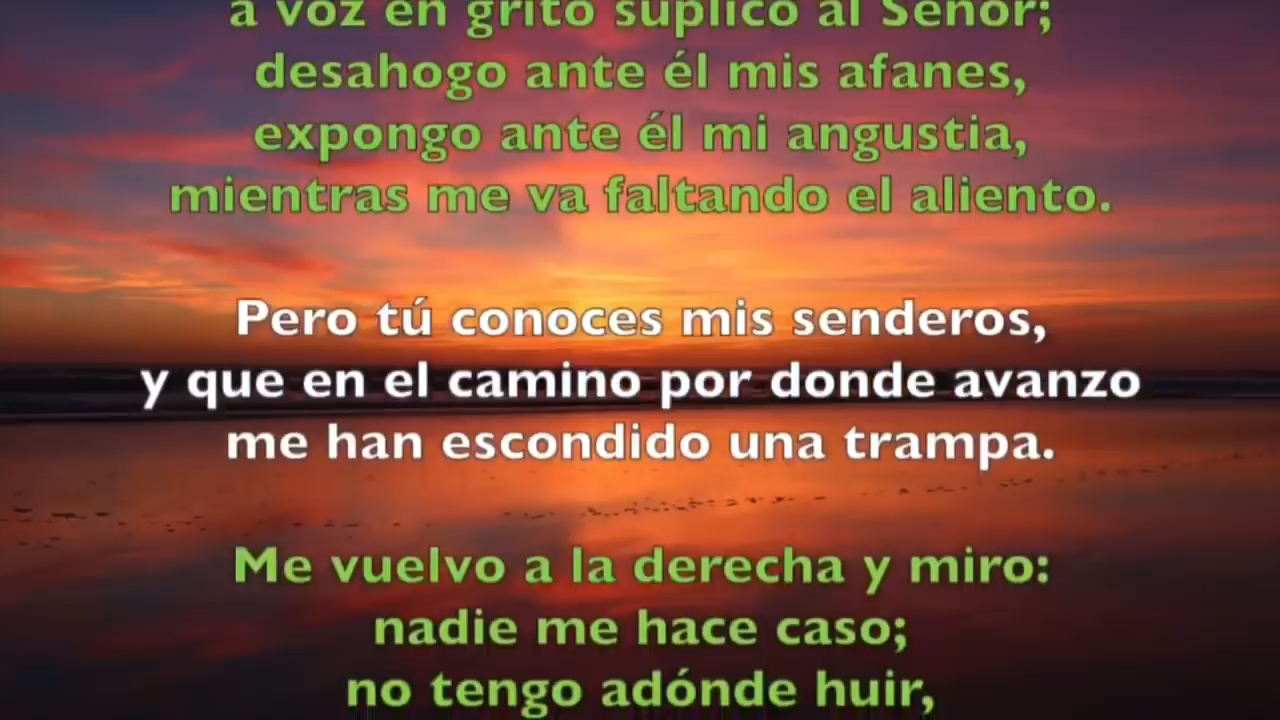 a voz en grito suplico al Señor;
desahogo ante él mis afanes,
expongo ante él mi angustia,
mientras me va faltando el aliento.
Pero tú conoces mis senderos,
y que en el camino por donde avanzo
me han escondido una trampa.
Me vuelvo a la derecha y miro:
nadie me hace caso;
no tengo adónde huir,